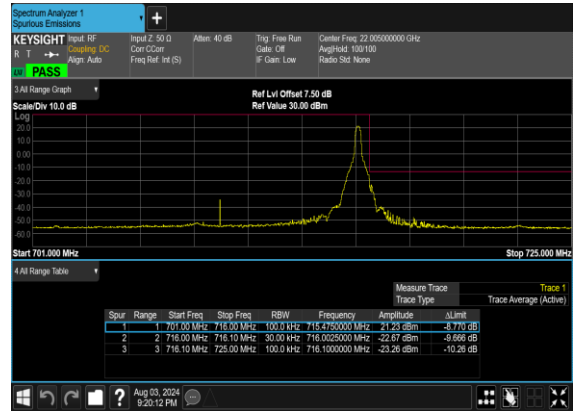 Spectrum Analyzer 1
Spurious Emissions
KEYSIGHT Input: RF Input Z: 50 Ω Atten: 40 dB Trig: Free Run Center Freq: 22.005000000 GHz
Coupling: DC Corr CCorr Gate: Off Avg|Hold: 100/100
R T Align: Auto Freq Ref: Int (S) IF Gain: Low Radio Std: None
LW PASS
3 All Range Graph
Ref Lvl Offset 7.50 dB
Scale/Div 10.0 dB Ref Value 30.00 dBm
Log
20.0
10.0
0.00
-10.0
-20.0
-30.0
-40.0
-50.0
-60.0
Start 701.000 MHz Stop 725.000 MHz
4 All Range Table
Measure Trace Trace 1
Trace Type Trace Average (Active)
Spur Range Start Freq Stop Freq RBW Frequency Amplitude ΔLimit
1 1 701.00 MHz 716.00 MHz 100.0 kHz 715.4750000 MHz 21.23 dBm -8.770 dB
2 2 716.00 MHz 716.10 MHz 30.00 kHz 716.0025000 MHz -22.67 dBm -9.666 dB
3 3 716.10 MHz 725.00 MHz 100.0 kHz 716.1000000 MHz -23.26 dBm -10.26 dB
Aug 03, 2024
9:20:12 PM